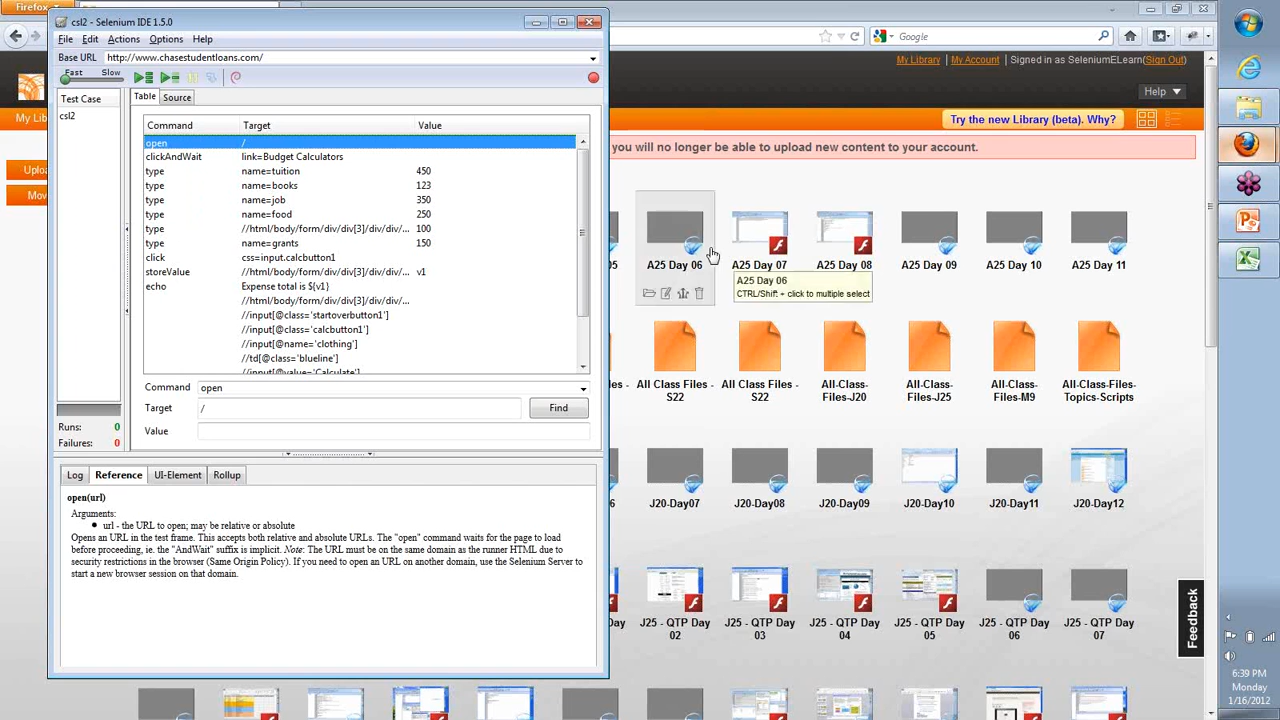 Firefox
csl2 - Selenium IDE 1.5.0
File Edit Actions Options Help
Base URL http://www.chasestudentloans.com/
Fast Slow
Test Case
csl2
Table Source
Command Target Value
open /
clickAndWait link=Budget Calculators
type name=tuition 450
type name=books 123
type name=job 350
type name=food 250
type //html/body/form/div/div[3]/div/div/... 100
type name=grants 150
click css=input.calcbutton1
storeValue //html/body/form/div/div[3]/div/div/... v1
echo Expense total is ${v1}
//html/body/form/div/div[3]/div/div/...
//input[@class='startoverbutton1']
//input[@class='calcbutton1']
//input[@name='clothing']
//td[@class='blueline']
//input[@value='Calculate']
Command open
Target / Find
Value
Runs: 0
Failures: 0
Log Reference UI-Element Rollup
open(url)
Arguments:
url - the URL to open; may be relative or absolute
Opens an URL in the test frame. This accepts both relative and absolute URLs. The "open" command waits for the page to load
before proceeding, ie. the "AndWait" suffix is implicit. Note: The URL must be on the same domain as the runner HTML due to
security restrictions in the browser (Same Origin Policy). If you need to open an URL on another domain, use the Selenium Server to
start a new browser session on that domain.
Google
My Library My Account Signed in as SeleniumELearn(Sign Out)
Help
My Lib
Try the new Library (beta). Why?
you will no longer be able to upload new content to your account.
Uploa
Mov
05 A25 Day 06 A25 Day 07 A25 Day 08 A25 Day 09 A25 Day 10 A25 Day 11
A25 Day 06
CTRL/Shift + click to multiple select
s - All Class Files - S22 All Class Files - S22 All-Class-Files-J20 All-Class-Files-J25 All-Class-Files-M9 All-Class-Files-Topics-Scripts
6 J20-Day07 J20-Day08 J20-Day09 J20-Day10 J20-Day11 J20-Day12
Day J25 - QTP Day 02 J25 - QTP Day 03 J25 - QTP Day 04 J25 - QTP Day 05 J25 - QTP Day 06 J25 - QTP Day 07
Feedback
6:39 PM
Monday
1/16/2012